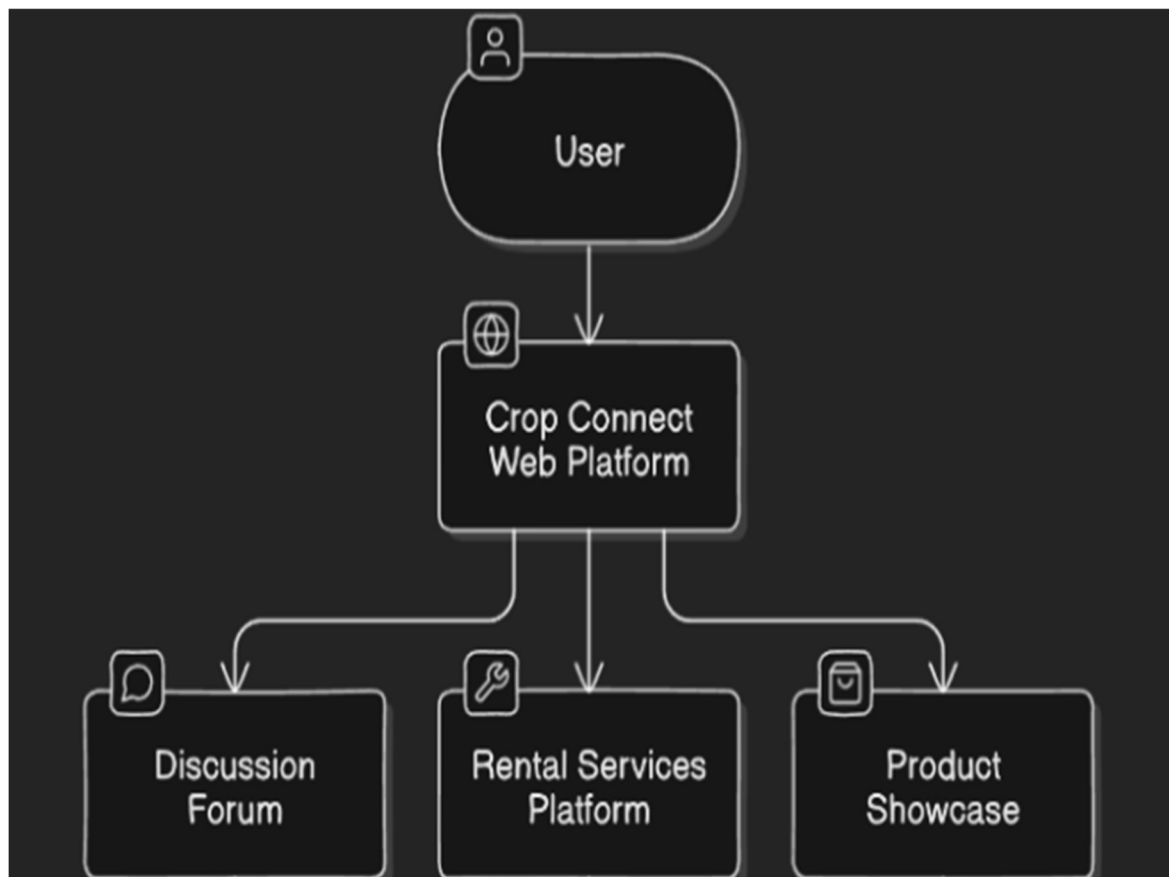 User
Crop Connect
Web Platform
Discussion
Forum
Rental Services
Platform
Product
Showcase